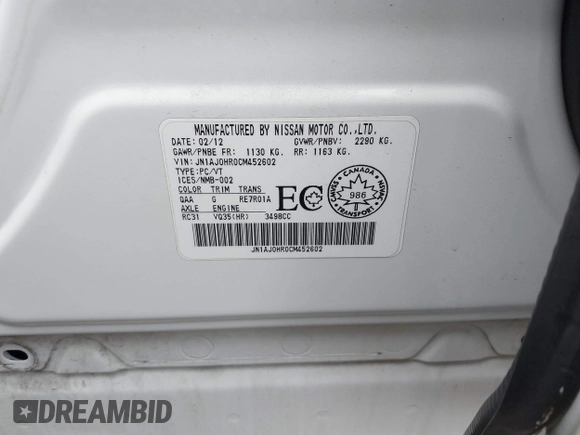 MANUFACTURED BY NISSAN MOTOR CO.,LTD.
DATE: 02/12 GVWR/PNBV: 2290 KG.
GAWR/PNBE FR: 1130 KG. RR: 1163 KG.
VIN: JN1AJ0HR0CM452602
TYPE:PC/VT
ICES/NMB-002
COLOR TRIM TRANS
QAA G RE7R01A
AXLE ENGINE
RC31 VQ35(HR) 3498CC
EC
CANADA
CMVSS NSVAC
986
TRANSPORT
JN1AJ0HR0CM452602
DREAMBID